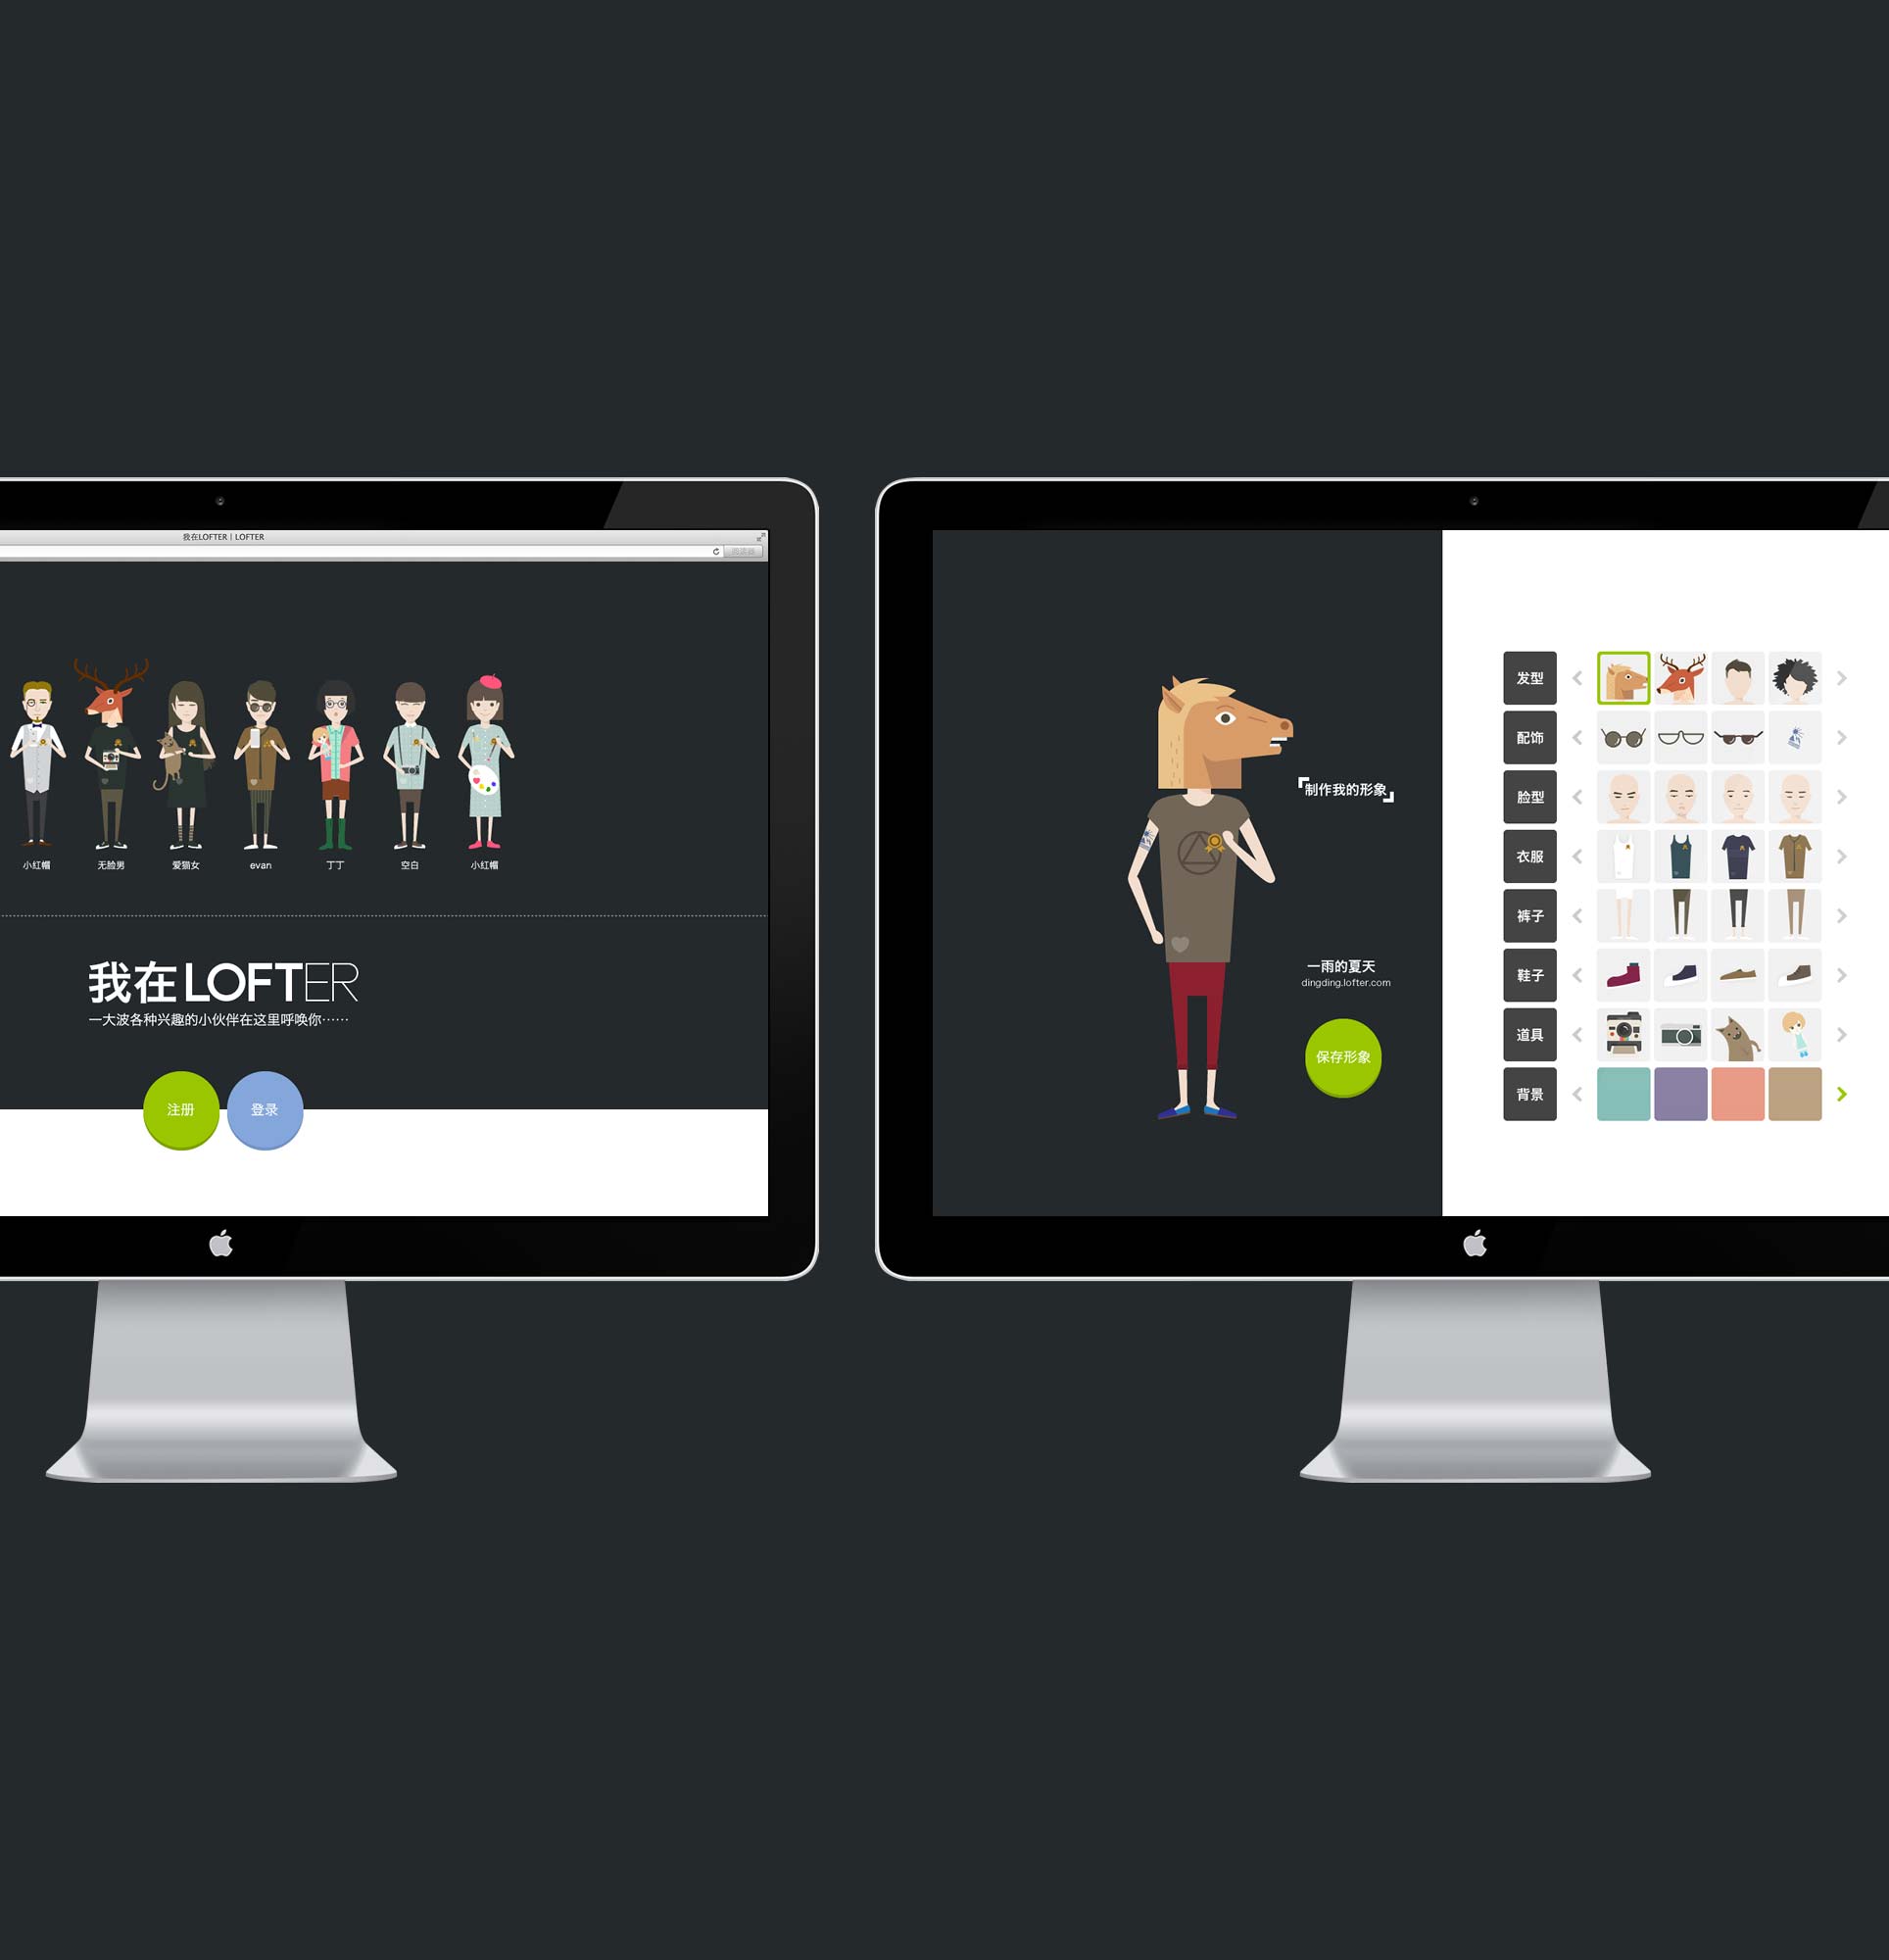 我在LOFTER | LOFTER
阅读器
小红帽
无脸男
爱猫女
evan
丁丁
空白
小红帽
我在LOFTER
一大波各种兴趣的小伙伴在这里呼唤你……
注册
登录
「制作我的形象」
一雨的夏天
dingding.lofter.com
保存形象
发型
配饰
脸型
衣服
裤子
鞋子
道具
背景